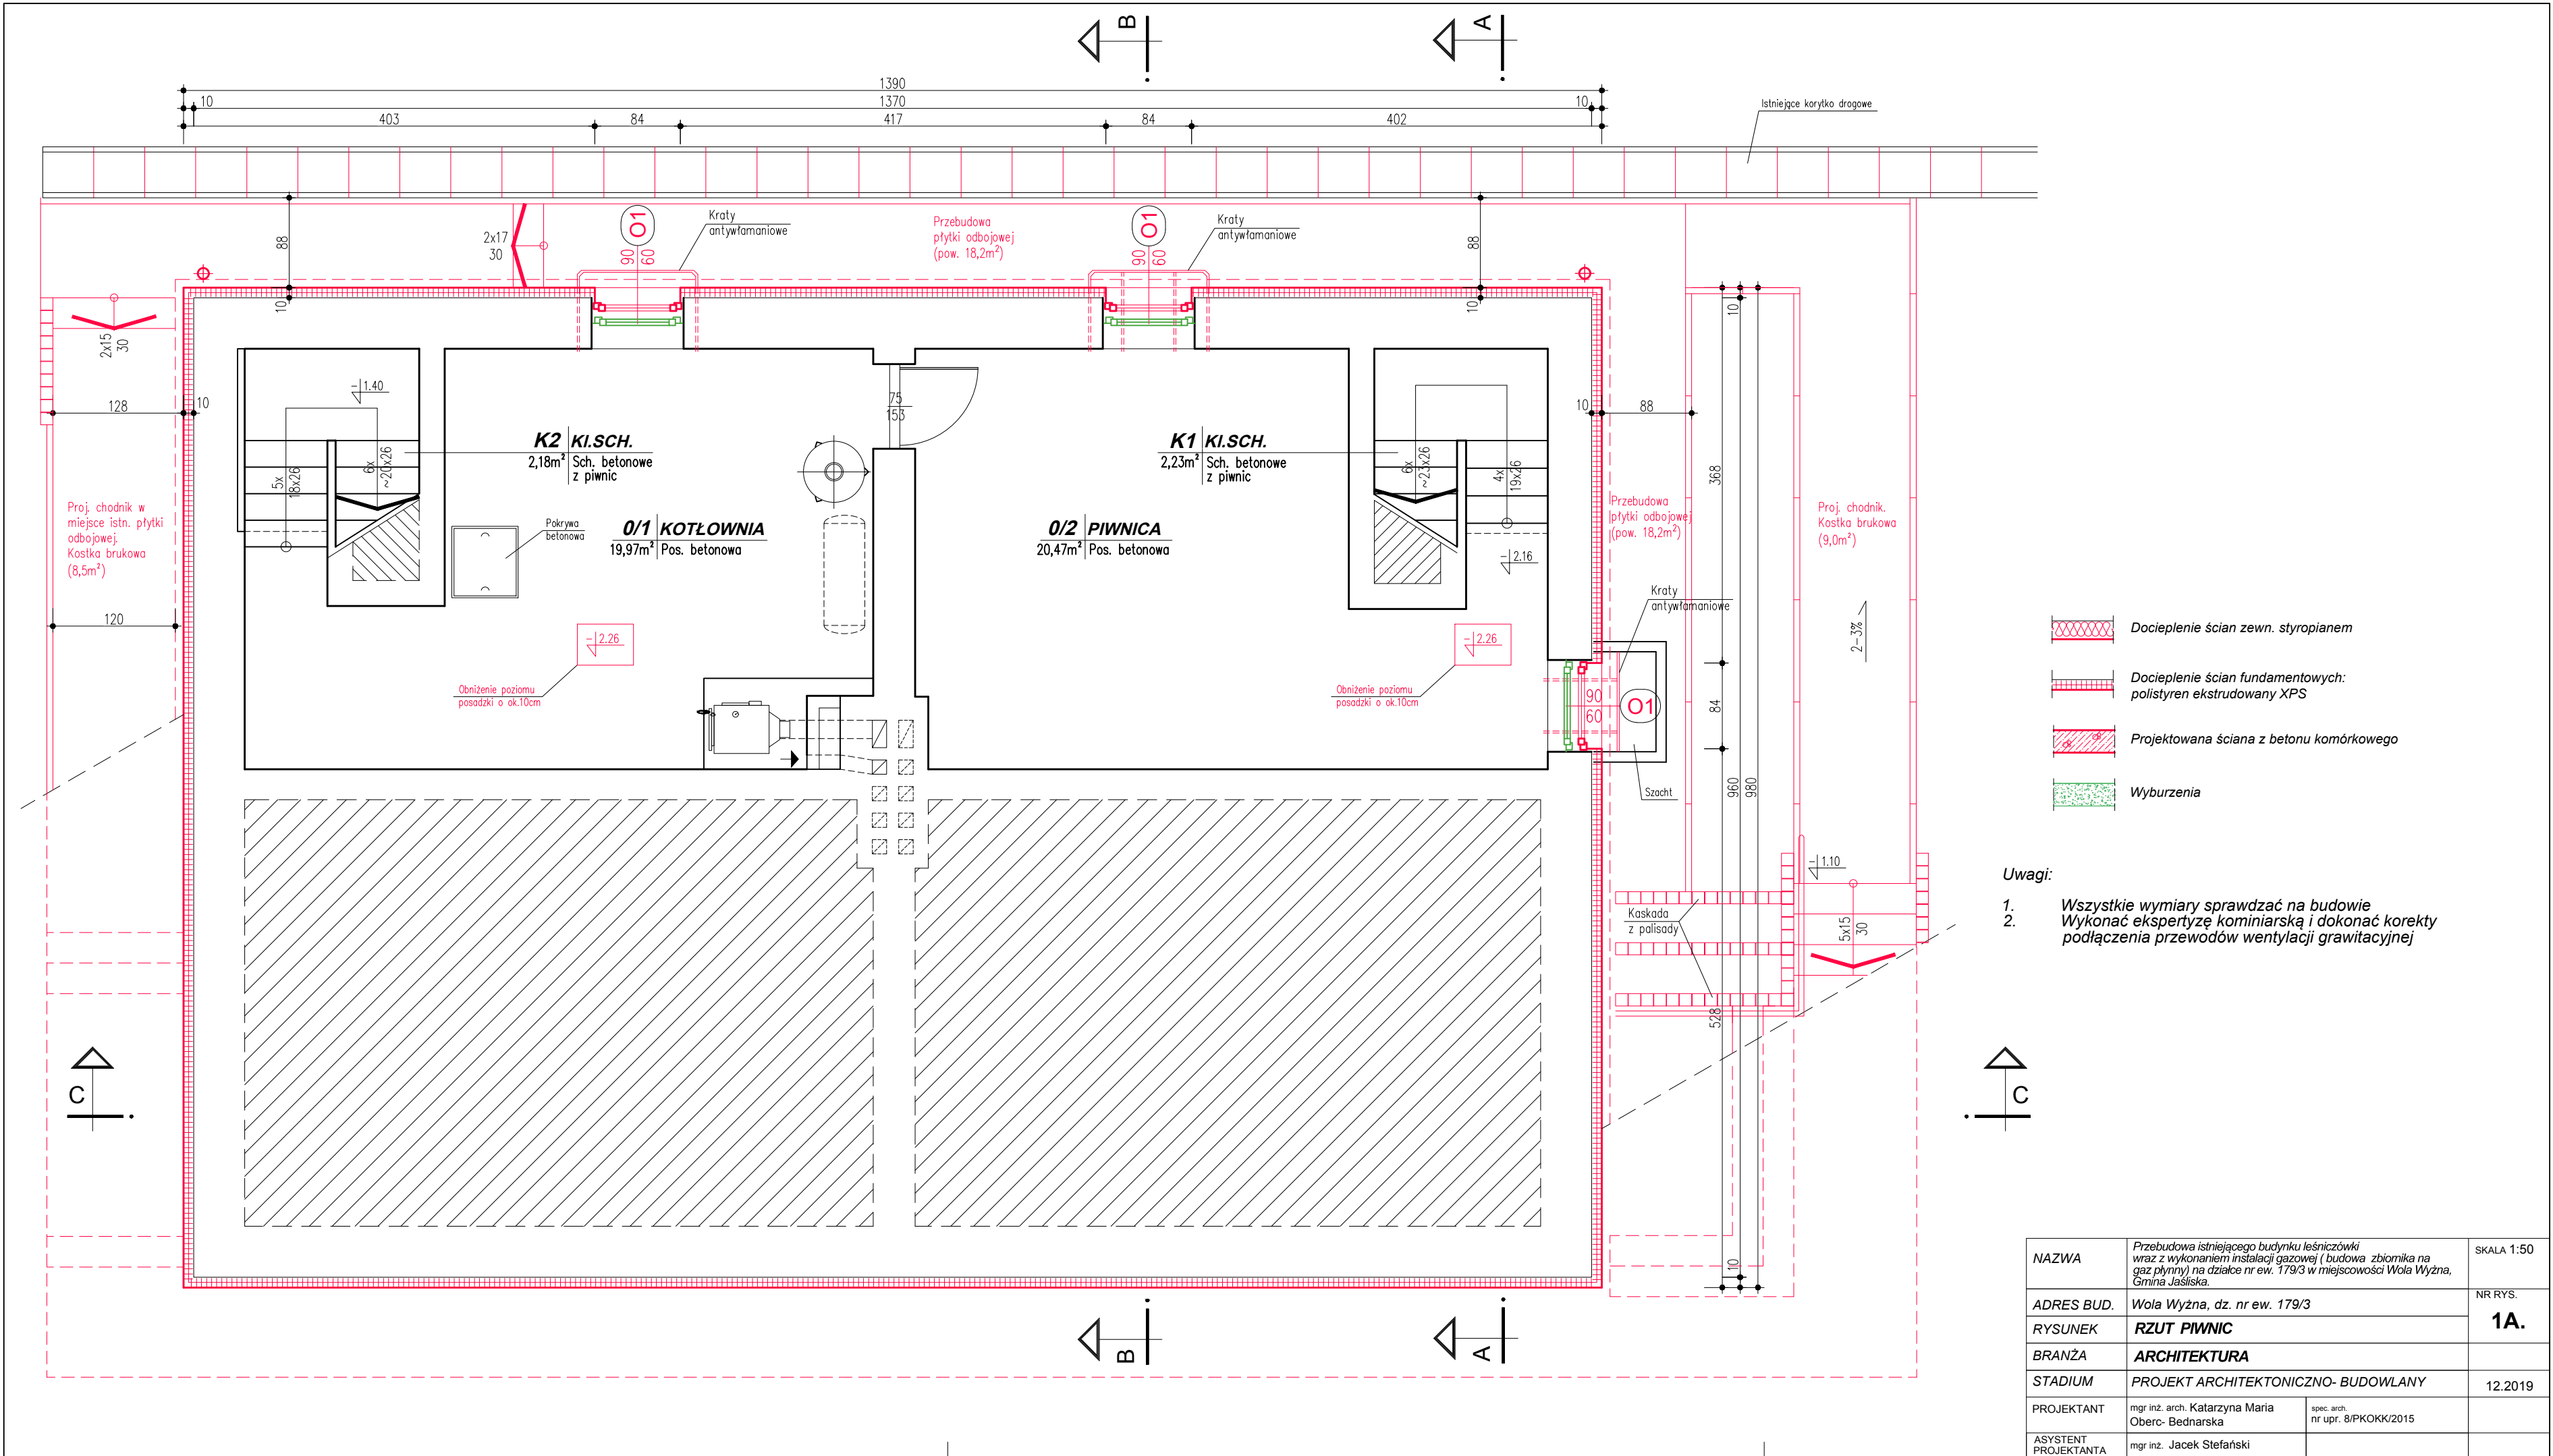 B
A
1390
10
1370
10
403
84
417
84
402
Istniejące korytko drogowe
88
2x17
30
O1
90
60
Kraty
antywłamaniowe
Przebudowa
płytki odbojowej
(pow. 18,2m²)
O1
90
60
Kraty
antywłamaniowe
88
10
10
10
2x15
30
128
10
-1.40
75
153
10
88
K2 KI.SCH.
2,18m² Sch. betonowe
z piwnic
K1 KI.SCH.
2,23m² Sch. betonowe
z piwnic
5x
18x26
6x
~20x26
6x
~23x26
4x
19x26
368
Proj. chodnik w
miejsce istn. płytki
odbojowej.
Kostka brukowa
(8,5m²)
Pokrywa
betonowa
0/1 KOTŁOWNIA
19,97m² Pos. betonowa
0/2 PIWNICA
20,47m² Pos. betonowa
-2.16
Przebudowa
płytki odbojowej
(pow. 18,2m²)
Proj. chodnik.
Kostka brukowa
(9,0m²)
120
-2.26
Obniżenie poziomu
posadzki o ok.10cm
-2.26
Obniżenie poziomu
posadzki o ok.10cm
Kraty
antywłamaniowe
2-3%
90
60
O1
84
Szacht
960
980
-1.10
Kaskada
z palisady
5x15
30
528
10
Docieplenie ścian zewn. styropianem
Docieplenie ścian fundamentowych:
polistyren ekstrudowany XPS
Projektowana ściana z betonu komórkowego
Wyburzenia
Uwagi:
1. Wszystkie wymiary sprawdzać na budowie
2. Wykonać ekspertyzę kominiarską i dokonać korekty
podłączenia przewodów wentylacji grawitacyjnej
C
C
B
A
NAZWA
Przebudowa istniejącego budynku leśniczówki
wraz z wykonaniem instalacji gazowej ( budowa zbiornika na
gaz płynny) na działce nr ew. 179/3 w miejscowości Wola Wyżna,
Gmina Jaśliska.
SKALA 1:50
ADRES BUD. Wola Wyżna, dz. nr ew. 179/3
NR RYS.
1A.
RYSUNEK RZUT PIWNIC
BRANŻA ARCHITEKTURA
STADIUM PROJEKT ARCHITEKTONICZNO- BUDOWLANY
12.2019
PROJEKTANT
mgr inż. arch. Katarzyna Maria
Oberc- Bednarska
spec. arch.
nr upr. 8/PKOKK/2015
ASYSTENT
PROJEKTANTA
mgr inż. Jacek Stefański